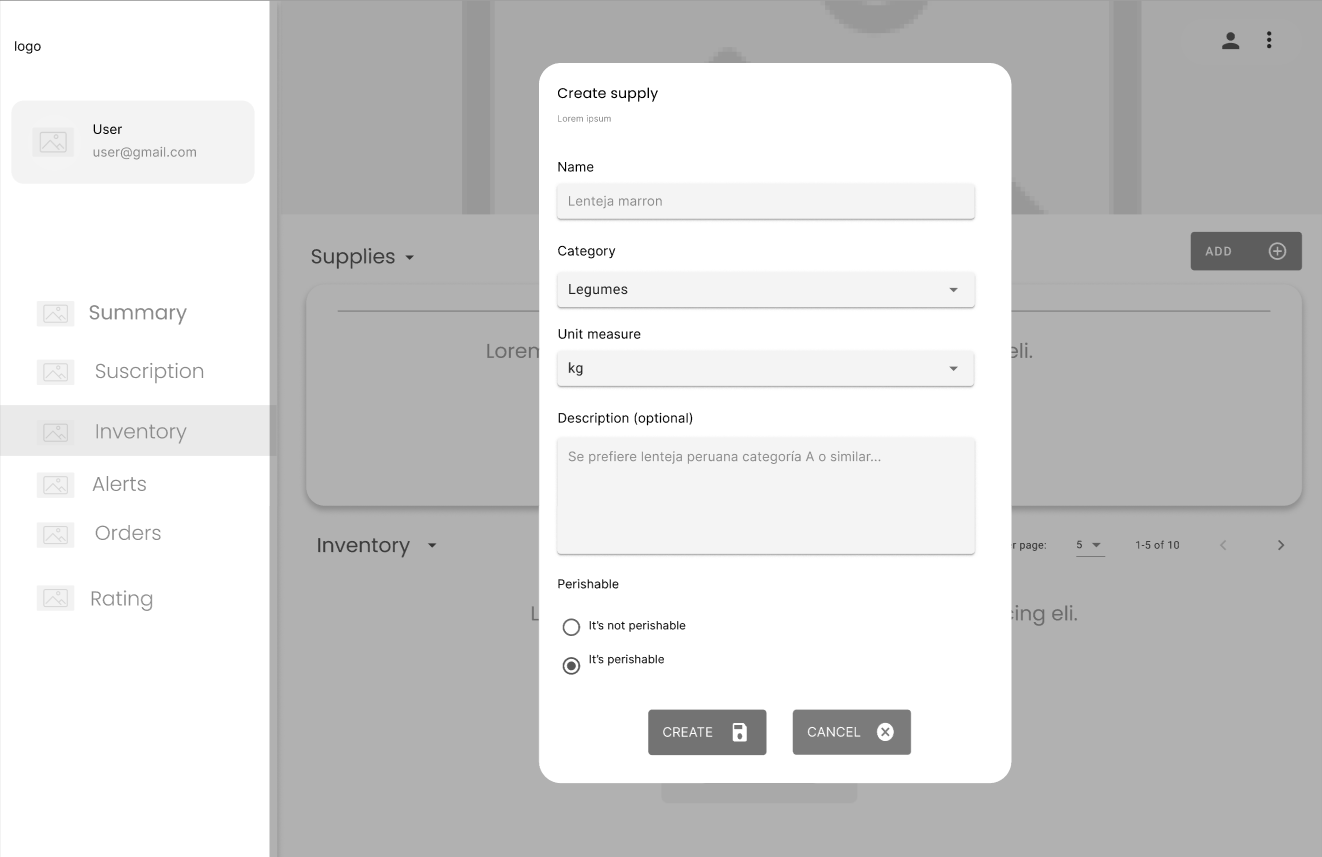 logo
User
user@gmail.com
Summary
Suscription
Inventory
Alerts
Orders
Rating
Supplies
ADD
Lorem
eli.
Inventory
page:
5
1-5 of 10
eli.
Create supply
Lorem ipsum
Name
Lenteja marron
Category
Legumes
Unit measure
kg
Description (optional)
Se prefiere lenteja peruana categoría A o similar...
Perishable
It's not perishable
It's perishable
CREATE
CANCEL